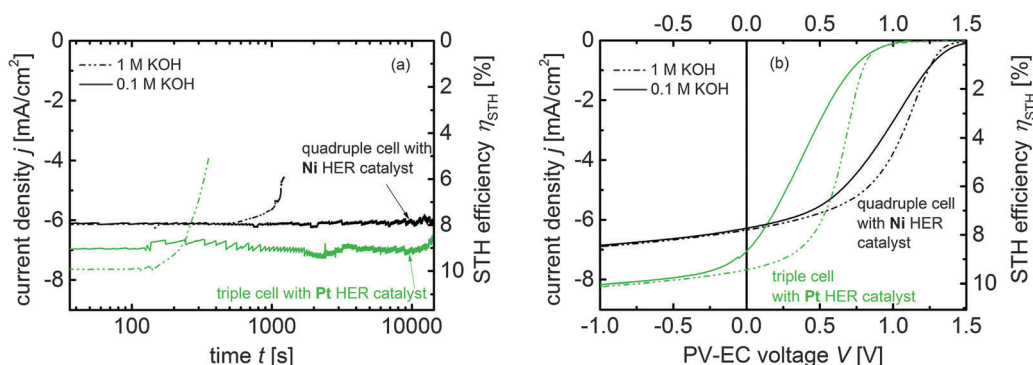 0
-2
-4
-6
-8
current density j [mA/cm²]
100
1000
10000
time t [s]
0
2
4
6
8
10
STH efficiency ηSTH [%]
(a)
1 M KOH
0.1 M KOH
quadruple cell with
Ni HER catalyst
triple cell with Pt HER catalyst
0.0
0.5
1.0
1.5
0
-2
-4
-6
-8
current density j [mA/cm²]
-1.0
-0.5
0.0
0.5
1.0
1.5
PV-EC voltage V [V]
2
4
6
8
10
STH efficiency ηSTH [%]
(b)
1 M KOH
0.1 M KOH
quadruple cell
with Ni HER
catalyst
triple cell
with Pt HER catalyst